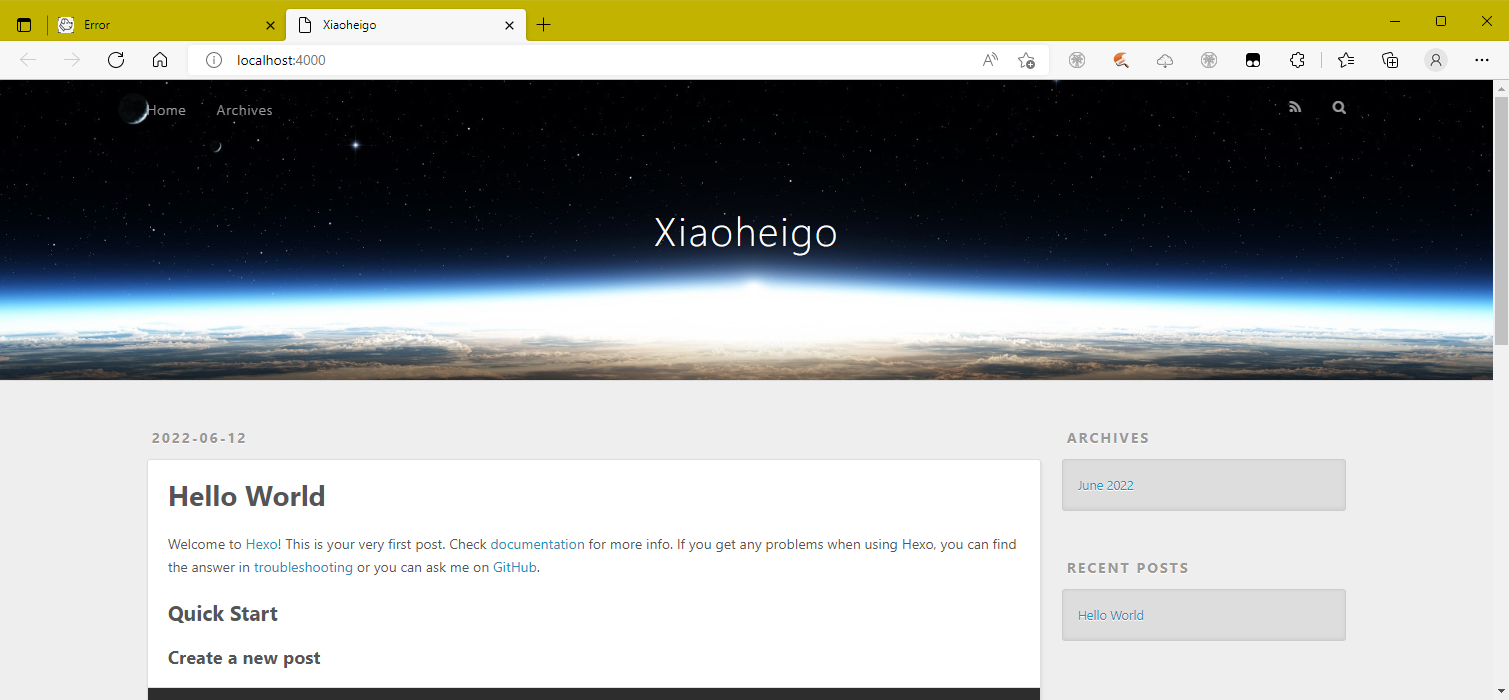 Error
Xiaoheigo
localhost:4000
Home Archives
Xiaoheigo
2022-06-12
Hello World
Welcome to Hexo! This is your very first post. Check documentation for more info. If you get any problems when using Hexo, you can find
the answer in troubleshooting or you can ask me on GitHub.
Quick Start
Create a new post
ARCHIVES
June 2022
RECENT POSTS
Hello World